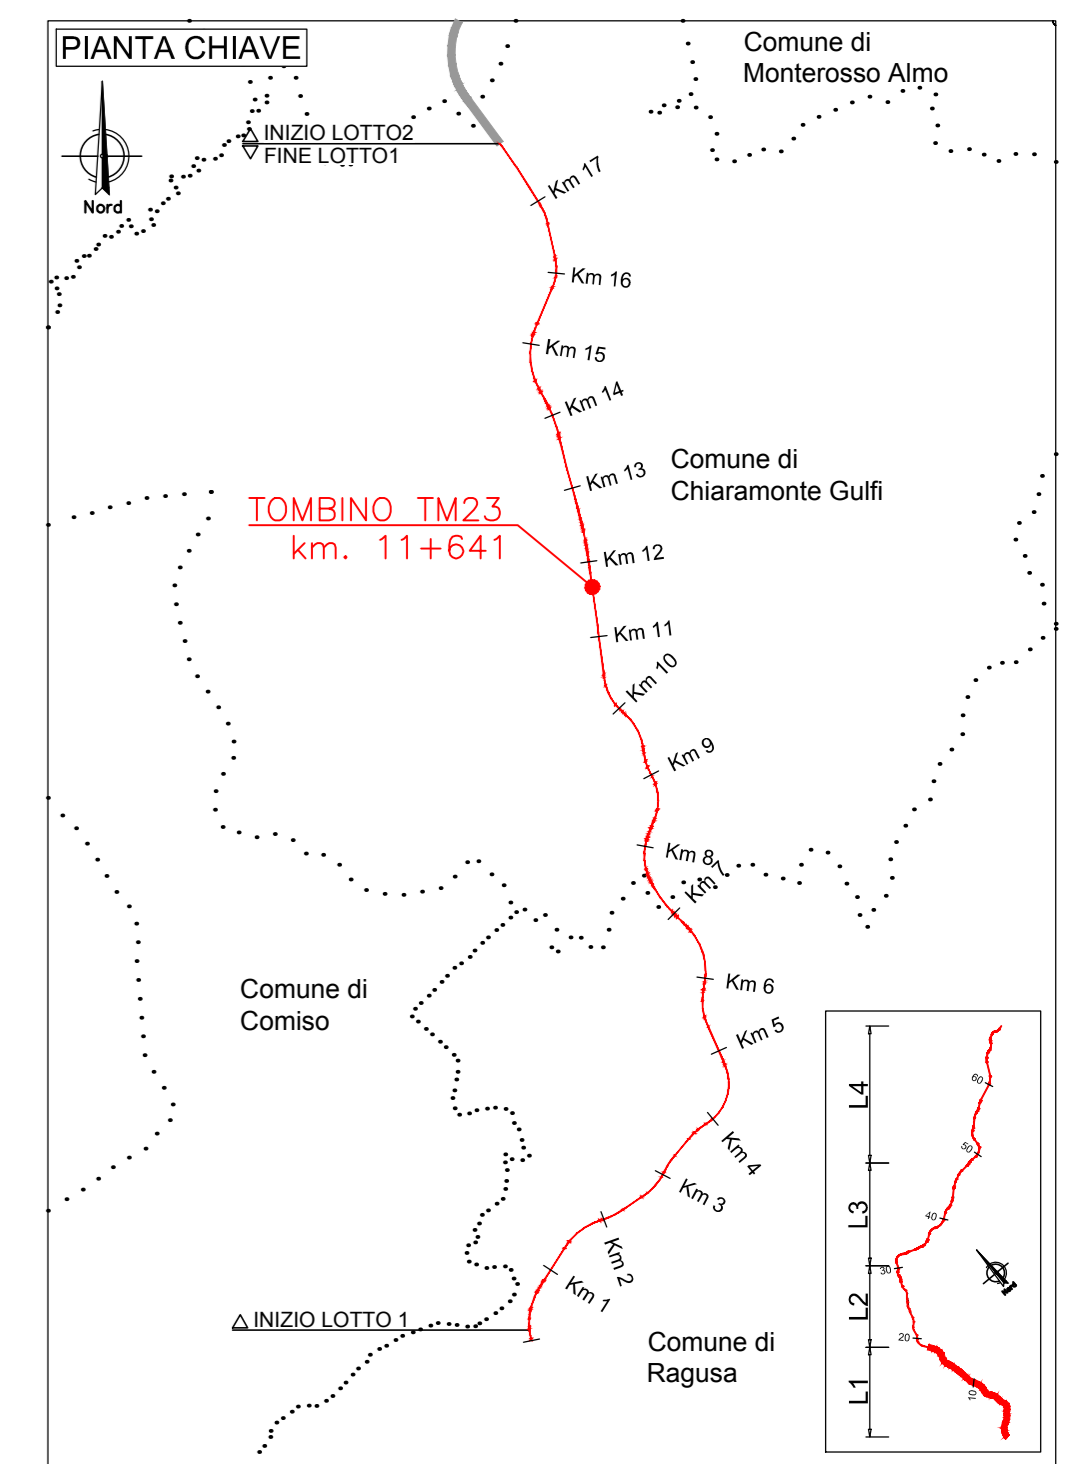 PIANTA CHIAVE
Comune di
Monterosso Almo
Nord
INIZIO LOTTO2
FINE LOTTO1
Km 17
Km 16
Km 15
Km 14
Comune di
Chiaramonte Gulfi
Km 13
TOMBINO TM23
km. 11+641
Km 12
Km 11
Km 10
Km 9
Km 8
Km 7
Comune di
Comiso
Km 6
Km 5
Km 4
Km 3
Km 2
Km 1
INIZIO LOTTO 1
Comune di
Ragusa
L4
60
50
L3
40
30
Nord
L2
20
L1
10